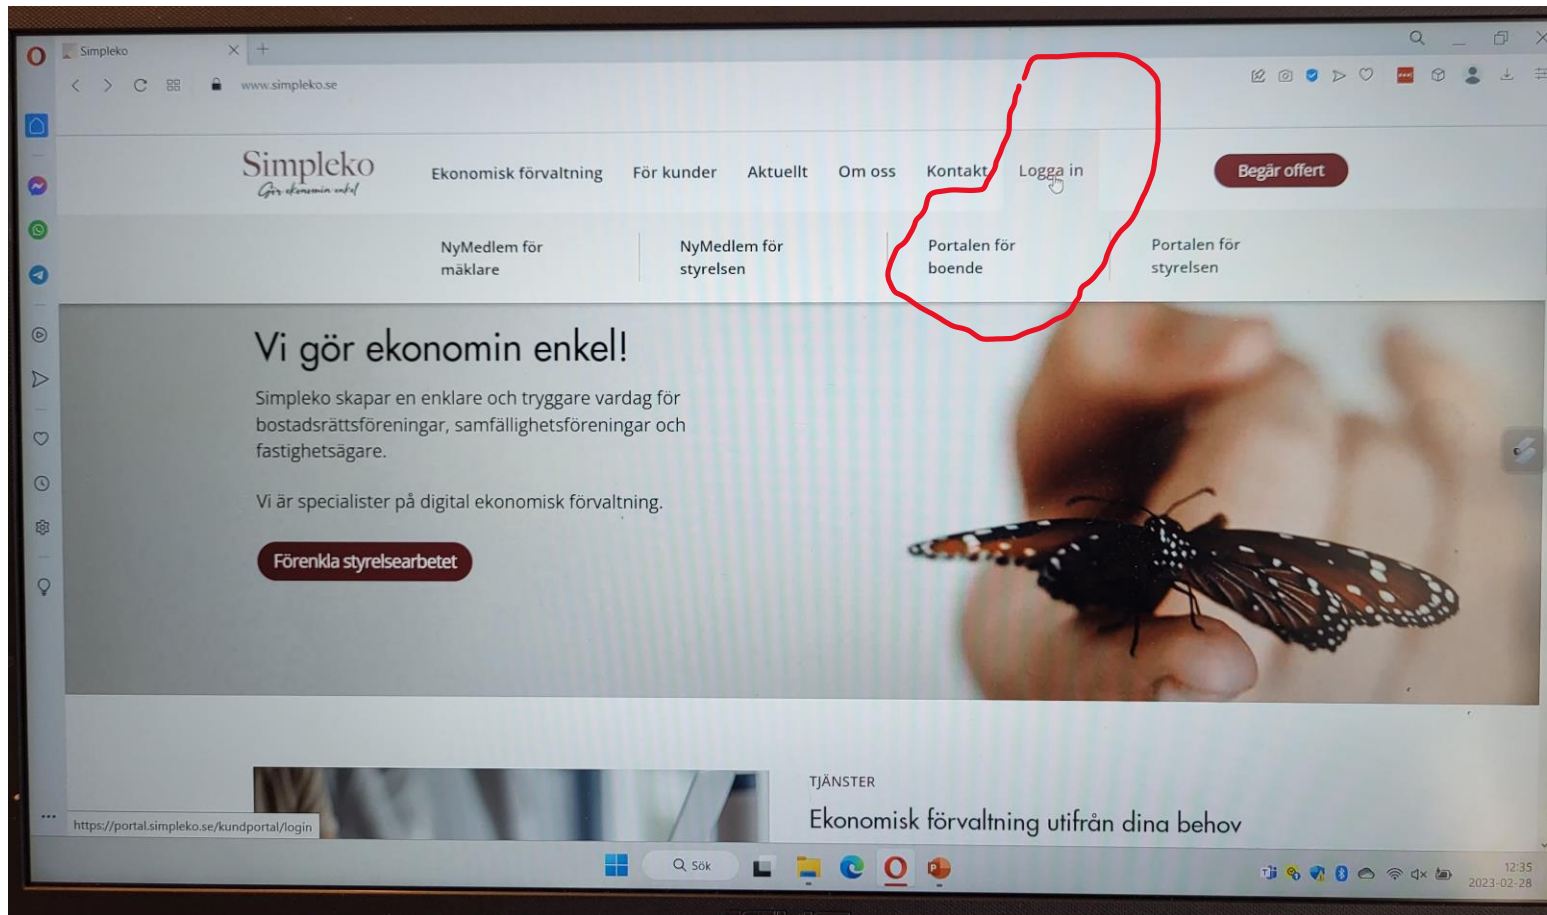 Simpleko
www.simpleko.se
Simpleko
Gör ekonomin enkel
Ekonomisk förvaltning För kunder Aktuellt Om oss Kontakt Logga in Begär offert
NyMedlem för mäklare
NyMedlem för styrelsen
Portalen för boende
Portalen för styrelsen
Vi gör ekonomin enkel!
Simpleko skapar en enklare och tryggare vardag för
bostadsrättsföreningar, samfällighetsföreningar och
fastighetsägare.
Vi är specialister på digital ekonomisk förvaltning.
Förenkla styrelsearbetet
TJÄNSTER
Ekonomisk förvaltning utifrån dina behov
https://portal.simpleko.se/kundportal/login
Sök
12:35
2023-02-28